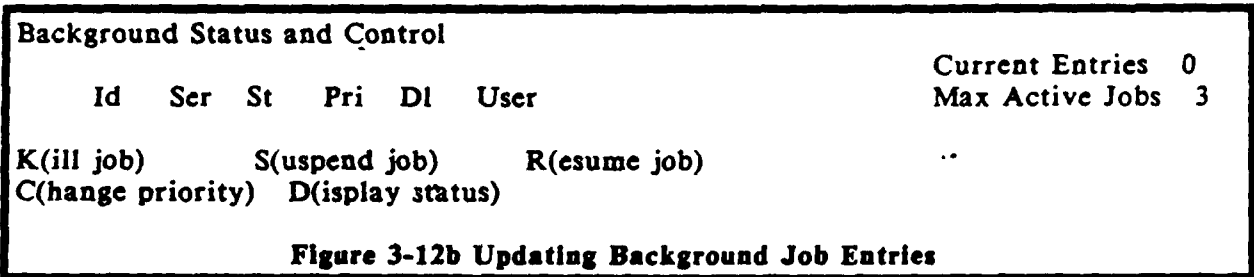 Background Status and Control
Current Entries 0
Id Ser St Pri Dl User Max Active Jobs 3
K(ill job) S(uspend job) R(esume job)
C(hange priority) D(isplay status)
Figure 3-12b Updating Background Job Entries